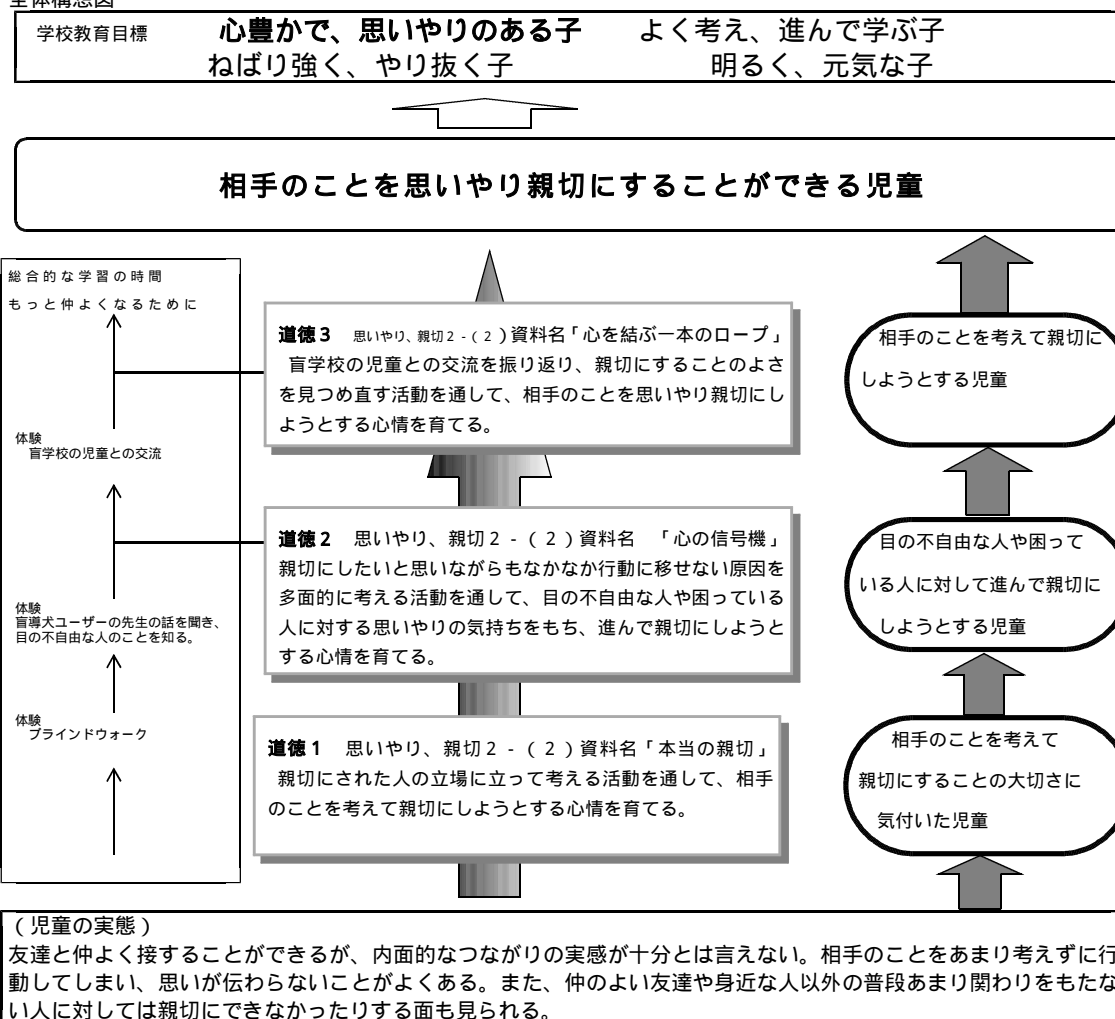 全体構想図
学校教育目標　心豊かで、思いやりのある子　よく考え、進んで学ぶ子
ねばり強く、やり抜く子　明るく、元気な子
相手のことを思いやり親切にすることができる児童
総合的な学習の時間
もっと仲よくなるために
体験
盲学校の児童との交流
体験
盲導犬ユーザーの先生の話を聞き、
目の不自由な人のことを知る。
体験
ブラインドウォーク
道徳３　思いやり、親切２-（２）資料名「心を結ぶ一本のロープ」
盲学校の児童との交流を振り返り、親切にすることのよさ
を見つめ直す活動を通して、相手のことを思いやり親切にし
ようとする心情を育てる。
道徳２　思いやり、親切２-（２）資料名　「心の信号機」
親切にしたいと思いながらもなかなか行動に移せない原因を
多面的に考える活動を通して、目の不自由な人や困っている
人に対する思いやりの気持ちをもち、進んで親切にしようと
する心情を育てる。
道徳１　思いやり、親切２-（２）資料名「本当の親切」
親切にされた人の立場に立って考える活動を通して、相手
のことを考えて親切にしようとする心情を育てる。
相手のことを考えて親切に
しようとする児童
目の不自由な人や困って
いる人に対して進んで親切に
しようとする児童
相手のことを考えて
親切にすることの大切さに
気付いた児童
（児童の実態）
友達と仲よく接することができるが、内面的なつながりの実感が十分とは言えない。相手のことをあまり考えずに行
動してしまい、思いが伝わらないことがよくある。また、仲のよい友達や身近な人以外の普段あまり関わりをもたな
い人に対しては親切にできなかったりする面も見られる。